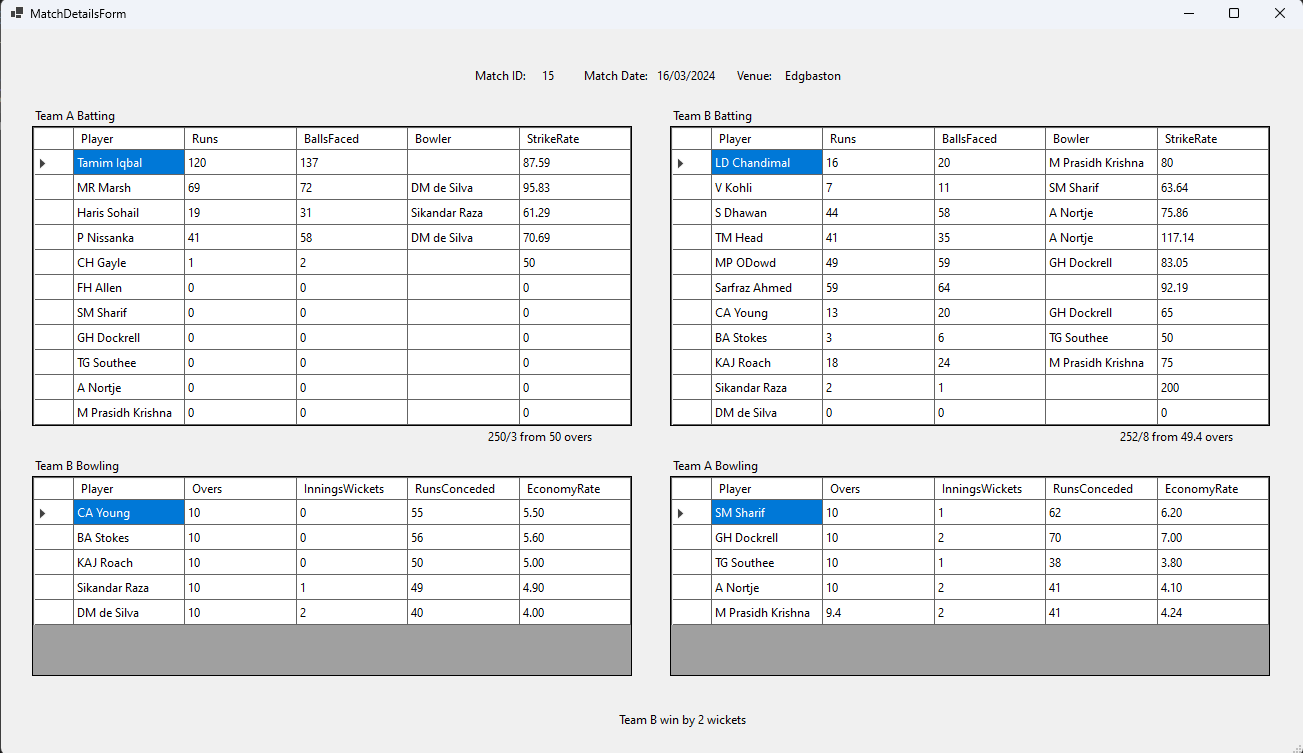 MatchDetailsForm
Match ID: 15 Match Date: 16/03/2024 Venue: Edgbaston
Team A Batting
Player Runs BallsFaced Bowler StrikeRate
Tamim Iqbal 120 137 87.59
MR Marsh 69 72 DM de Silva 95.83
Haris Sohail 19 31 Sikandar Raza 61.29
P Nissanka 41 58 DM de Silva 70.69
CH Gayle 1 2 50
FH Allen 0 0 0
SM Sharif 0 0 0
GH Dockrell 0 0 0
TG Southee 0 0 0
A Nortje 0 0 0
M Prasidh Krishna 0 0 0
250/3 from 50 overs
Team B Batting
Player Runs BallsFaced Bowler StrikeRate
LD Chandimal 16 20 M Prasidh Krishna 80
V Kohli 7 11 SM Sharif 63.64
S Dhawan 44 58 A Nortje 75.86
TM Head 41 35 A Nortje 117.14
MP ODowd 49 59 GH Dockrell 83.05
Sarfraz Ahmed 59 64 92.19
CA Young 13 20 GH Dockrell 65
BA Stokes 3 6 TG Southee 50
KAJ Roach 18 24 M Prasidh Krishna 75
Sikandar Raza 2 1 200
DM de Silva 0 0 0
252/8 from 49.4 overs
Team B Bowling
Player Overs InningsWickets RunsConceded EconomyRate
CA Young 10 0 55 5.50
BA Stokes 10 0 56 5.60
KAJ Roach 10 0 50 5.00
Sikandar Raza 10 1 49 4.90
DM de Silva 10 2 40 4.00
Team A Bowling
Player Overs InningsWickets RunsConceded EconomyRate
SM Sharif 10 1 62 6.20
GH Dockrell 10 2 70 7.00
TG Southee 10 1 38 3.80
A Nortje 10 2 41 4.10
M Prasidh Krishna 9.4 2 41 4.24
Team B win by 2 wickets